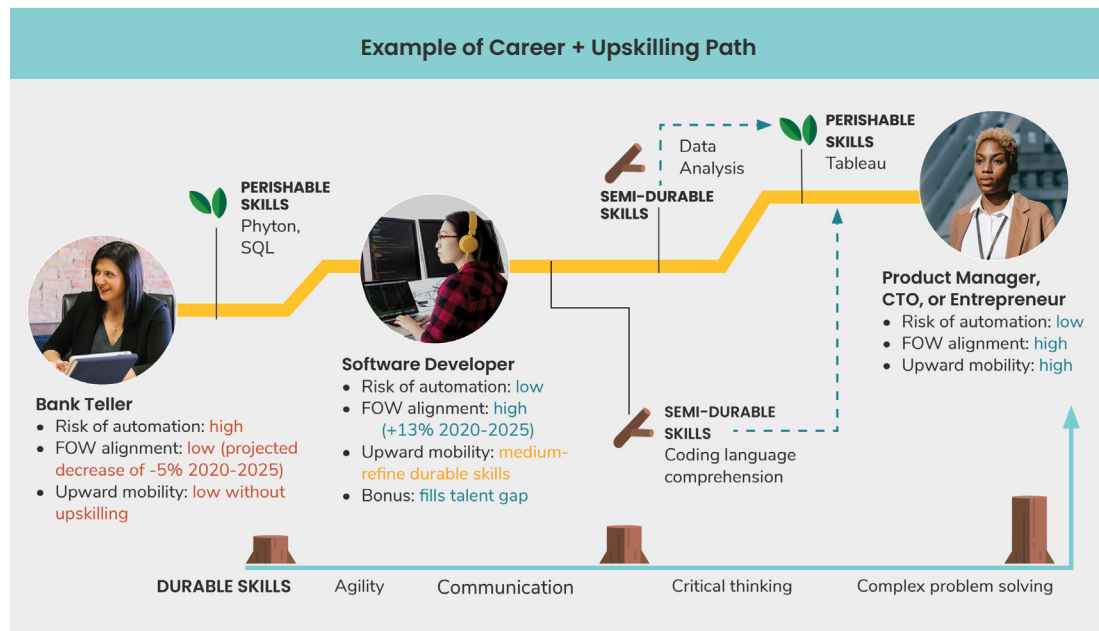 Example of Career + Upskilling Path
PERISHABLE
SKILLS
Phyton,
SQL
Bank Teller
• Risk of automation: high
• FOW alignment: low (projected
decrease of -5% 2020-2025)
• Upward mobility: low without
upskilling
Software Developer
• Risk of automation: low
• FOW alignment: high
(+13% 2020-2025)
• Upward mobility: medium-
refine durable skills
• Bonus: fills talent gap
SEMI-DURABLE
SKILLS
Data
Analysis
SEMI-DURABLE
SKILLS
Coding language
comprehension
PERISHABLE
SKILLS
Tableau
Product Manager,
CTO, or Entrepreneur
• Risk of automation: low
• FOW alignment: high
• Upward mobility: high
DURABLE SKILLS
Agility
Communication
Critical thinking
Complex problem solving